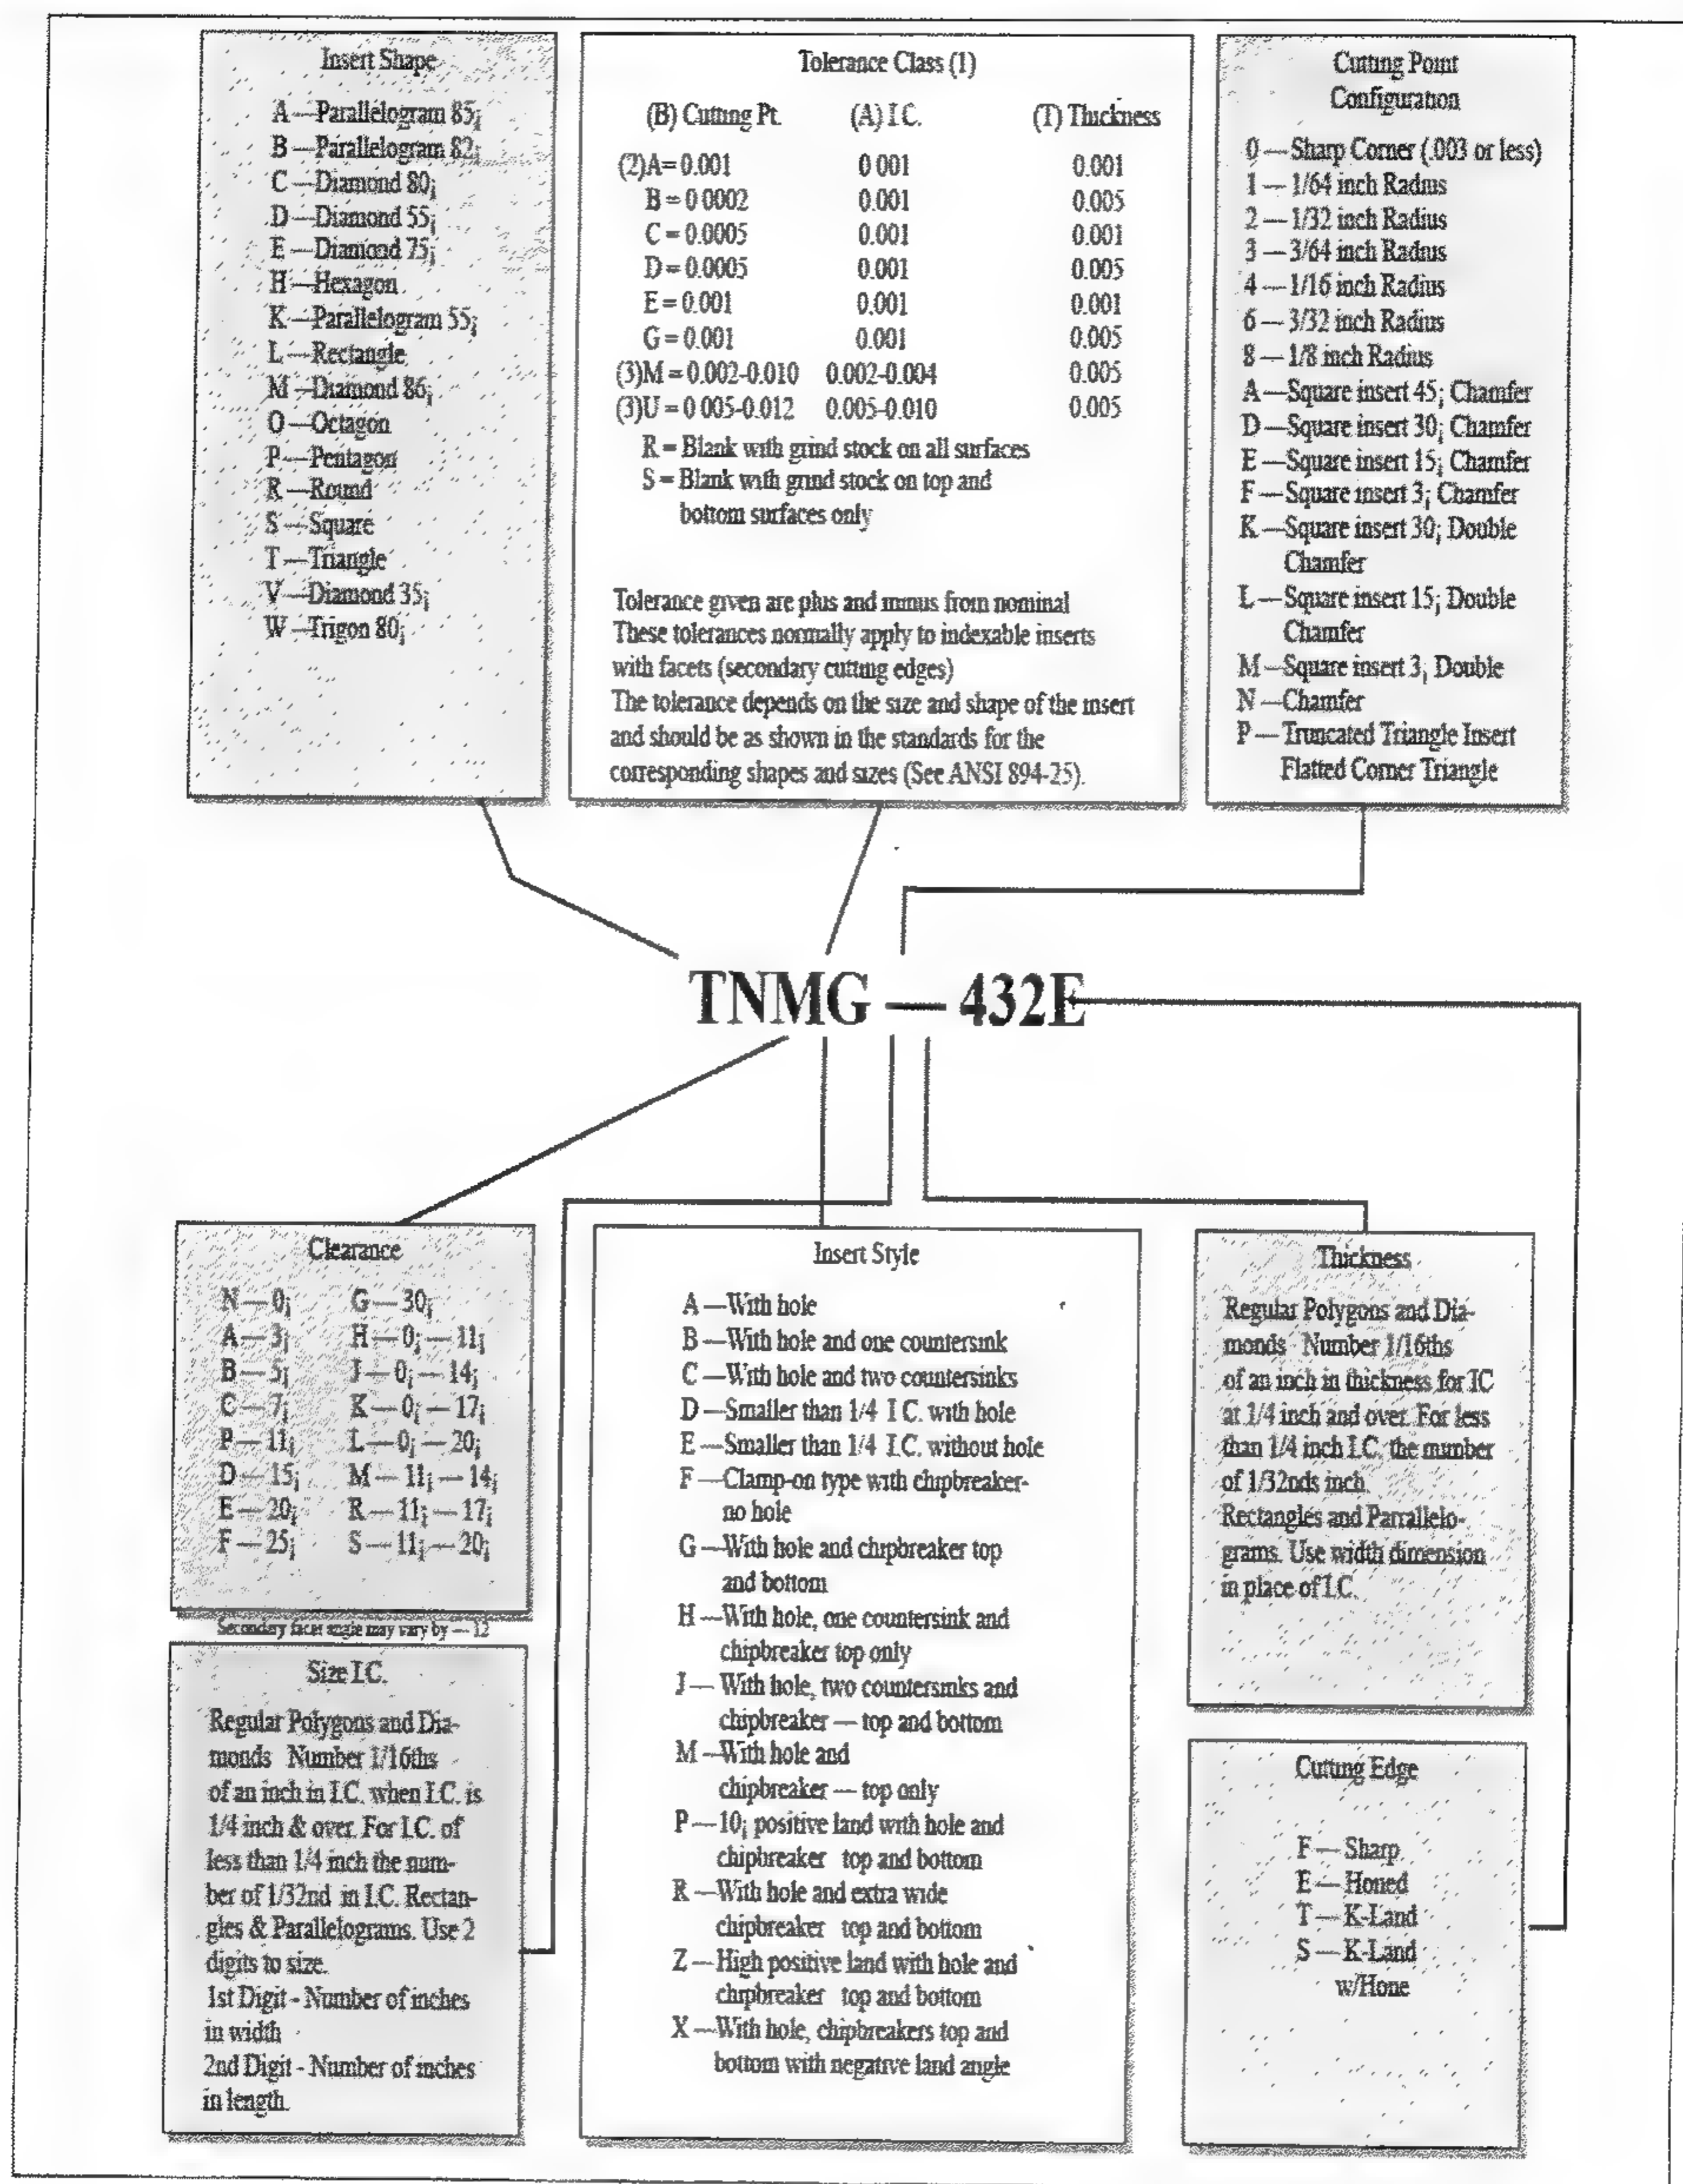 Insert Shape
A—Parallelogram 85¡
B—Parallelogram 82¡
C—Diamond 80¡
D—Diamond 55¡
E—Diamond 75¡
H—Hexagon
K—Parallelogram 55¡
L—Rectangle
M—Diamond 86¡
O—Octagon
P—Pentagon
R—Round
S—Square
T—Triangle
V—Diamond 35¡
W—Trigon 80¡
Tolerance Class (1)
(B) Cutting Pt. (A) I.C. (T) Thickness
(2)A=0.001 0 001 0.001
B=0 0002 0.001 0.005
C=0.0005 0.001 0.001
D=0.0005 0.001 0.005
E=0.001 0.001 0.001
G=0.001 0.001 0.005
(3)M=0.002-0.010 0.002-0.004 0.005
(3)U=0 005-0.012 0.005-0.010 0.005
R=Blank with grind stock on all surfaces
S=Blank with grind stock on top and
bottom surfaces only
Tolerance given are plus and minus from nominal
These tolerances normally apply to indexable inserts
with facets (secondary cutting edges)
The tolerance depends on the size and shape of the insert
and should be as shown in the standards for the
corresponding shapes and sizes (See ANSI 894-25).
Cutting Point
Configuration
0—Sharp Corner (.003 or less)
1—1/64 inch Radius
2—1/32 inch Radius
3—3/64 inch Radius
4—1/16 inch Radius
6—3/32 inch Radius
8—1/8 inch Radius
A—Square insert 45¡ Chamfer
D—Square insert 30¡ Chamfer
E—Square insert 15¡ Chamfer
F—Square insert 3¡ Chamfer
K—Square insert 30¡ Double
Chamfer
L—Square insert 15¡ Double
Chamfer
M—Square insert 3¡ Double
N—Chamfer
P—Truncated Triangle Insert
Flatted Corner Triangle
TNMG — 432E
Clearance
N—0¡ G—30¡
A—3¡ H—0¡—11¡
B—5¡ J—0¡—14¡
C—7¡ K—0¡—17¡
P—11¡ L—0¡—20¡
D—15¡ M—11¡—14¡
E—20¡ R—11¡—17¡
F—25¡ S—11¡—20¡
Secondary facet angle may vary by — 12
Size I.C.
Regular Polygons and Dia-
monds Number 1/16ths
of an inch in I.C. when I.C. is
1/4 inch & over. For I.C. of
less than 1/4 inch the num-
ber of 1/32nd in I.C. Rectan-
gles & Parallelograms. Use 2
digits to size.
1st Digit - Number of inches
in width
2nd Digit - Number of inches
in length.
Insert Style
A—With hole
B—With hole and one countersink
C—With hole and two countersinks
D—Smaller than 1/4 I C. with hole
E—Smaller than 1/4 I.C. without hole
F—Clamp-on type with chipbreaker-
no hole
G—With hole and chipbreaker top
and bottom
H—With hole, one countersink and
chipbreaker top only
J—With hole, two countersinks and
chipbreaker — top and bottom
M—With hole and
chipbreaker — top only
P—10¡ positive land with hole and
chipbreaker top and bottom
R—With hole and extra wide
chipbreaker top and bottom
Z—High positive land with hole and
chipbreaker top and bottom
X—With hole, chipbreakers top and
bottom with negative land angle
Thickness
Regular Polygons and Dia-
monds Number 1/16ths
of an inch in thickness for IC
at 1/4 inch and over. For less
than 1/4 inch I.C. the number
of 1/32nds inch.
Rectangles and Parrallelo-
grams. Use width dimension
in place of I.C.
Cutting Edge
F—Sharp
E—Honed
T—K-Land
S—K-Land
w/Hone